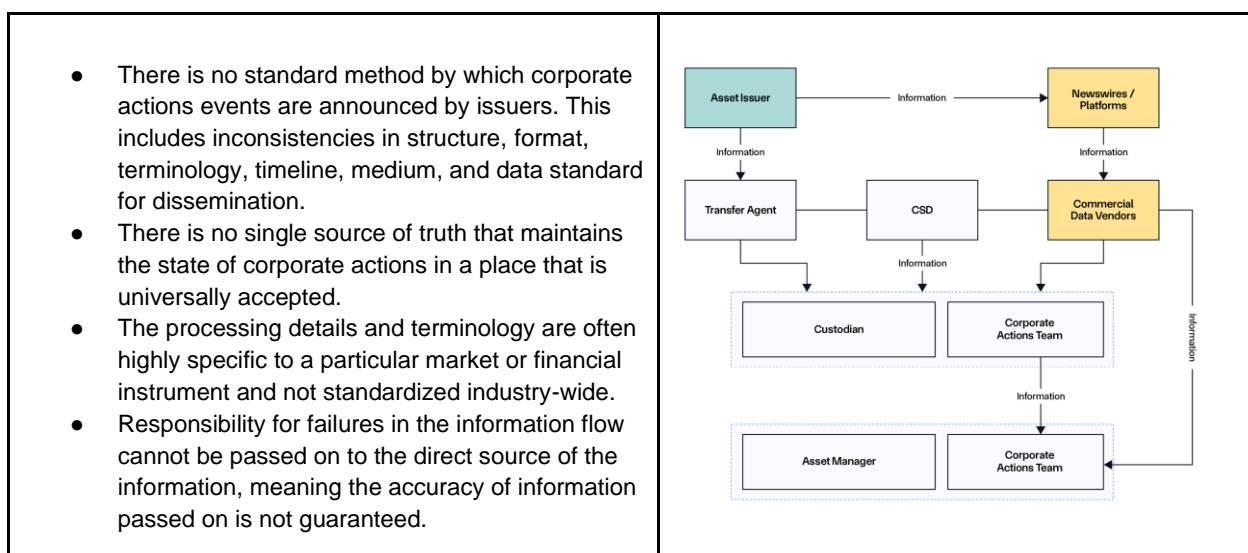 ● There is no standard method by which corporate
actions events are announced by issuers. This
includes inconsistencies in structure, format,
terminology, timeline, medium, and data standard
for dissemination.
● There is no single source of truth that maintains
the state of corporate actions in a place that is
universally accepted.
● The processing details and terminology are often
highly specific to a particular market or financial
instrument and not standardized industry-wide.
● Responsibility for failures in the information flow
cannot be passed on to the direct source of the
information, meaning the accuracy of information
passed on is not guaranteed.
Asset Issuer
Information
Newswires /
Platforms
Information
Information
Transfer Agent
CSD
Commercial
Data Vendors
Information
Custodian
Corporate
Actions Team
Information
Information
Asset Manager
Corporate
Actions Team